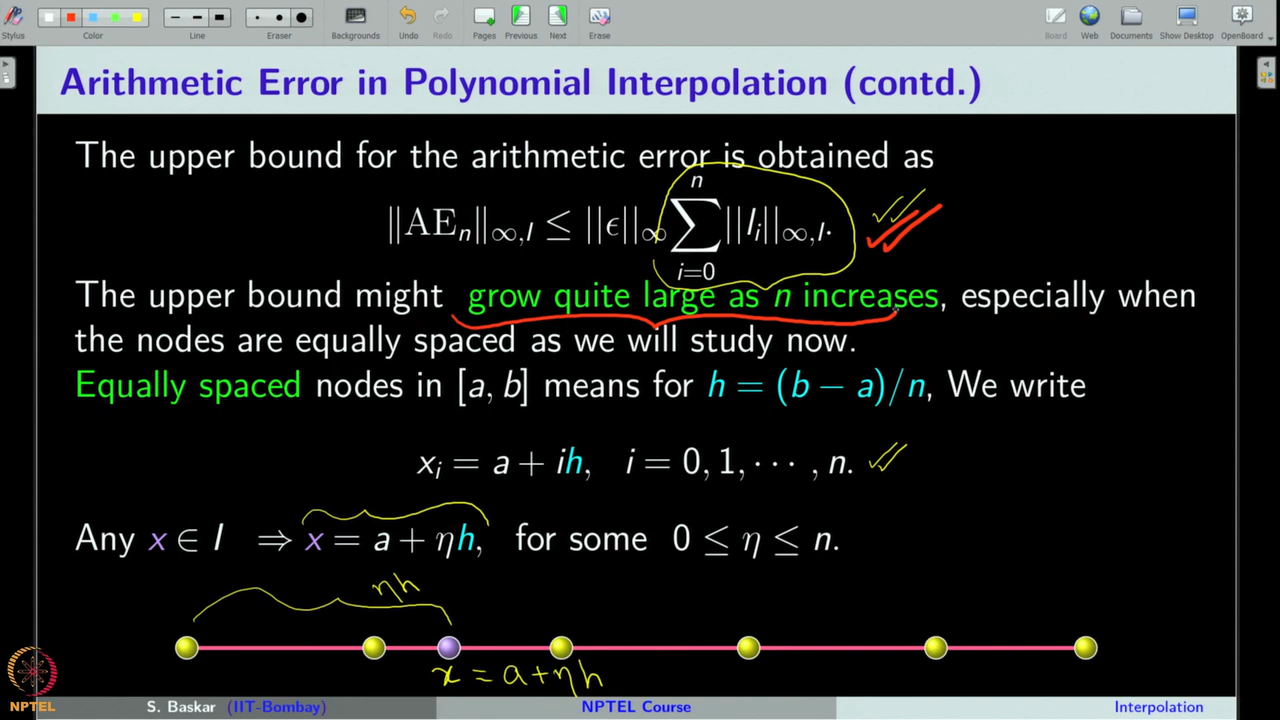 Stylus Color Line Eraser Backgrounds Undo Redo Pages Previous Next Erase Board Web Documents Show Desktop OpenBoard
Arithmetic Error in Polynomial Interpolation (contd.)
The upper bound for the arithmetic error is obtained as
‖AEₙ‖∞,I ≤ ||ϵ||∞ ∑ⁿᵢ₌₀ ||lᵢ||∞,I.
The upper bound might grow quite large as n increases, especially when
the nodes are equally spaced as we will study now.
Equally spaced nodes in [a, b] means for h = (b − a)/n, We write
xᵢ = a + ih, i = 0, 1, ⋯ , n.
Any x ∈ I ⇒ x = a + ηh, for some 0 ≤ η ≤ n.
ηh
x = a+ηh
NPTEL
S. Baskar (IIT-Bombay) NPTEL Course Interpolation